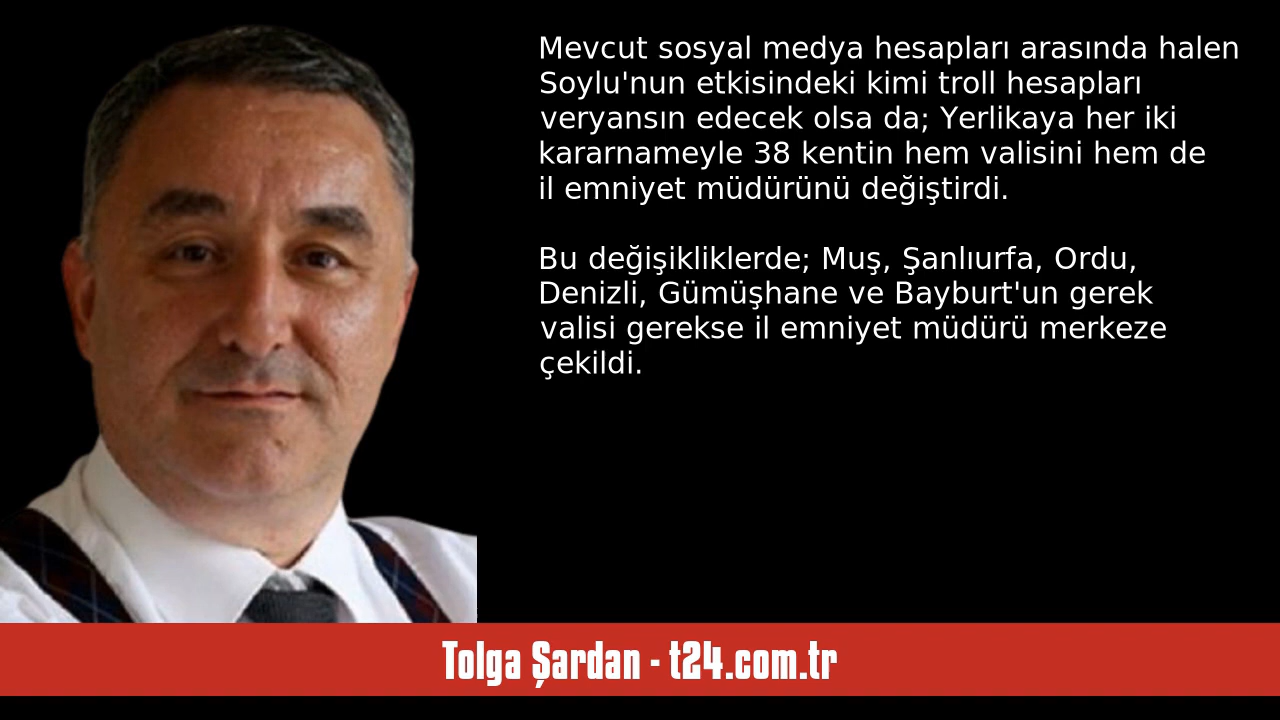 Mevcut sosyal medya hesapları arasında halen
Soylu'nun etkisindeki kimi troll hesapları
veryansın edecek olsa da; Yerlikaya her iki
kararnameyle 38 kentin hem valisini hem de
il emniyet müdürünü değiştirdi.
Bu değişikliklerde; Muş, Şanlıurfa, Ordu,
Denizli, Gümüşhane ve Bayburt'un gerek
valisi gerekse il emniyet müdürü merkeze
çekildi.
Tolga Şardan - t24.com.tr